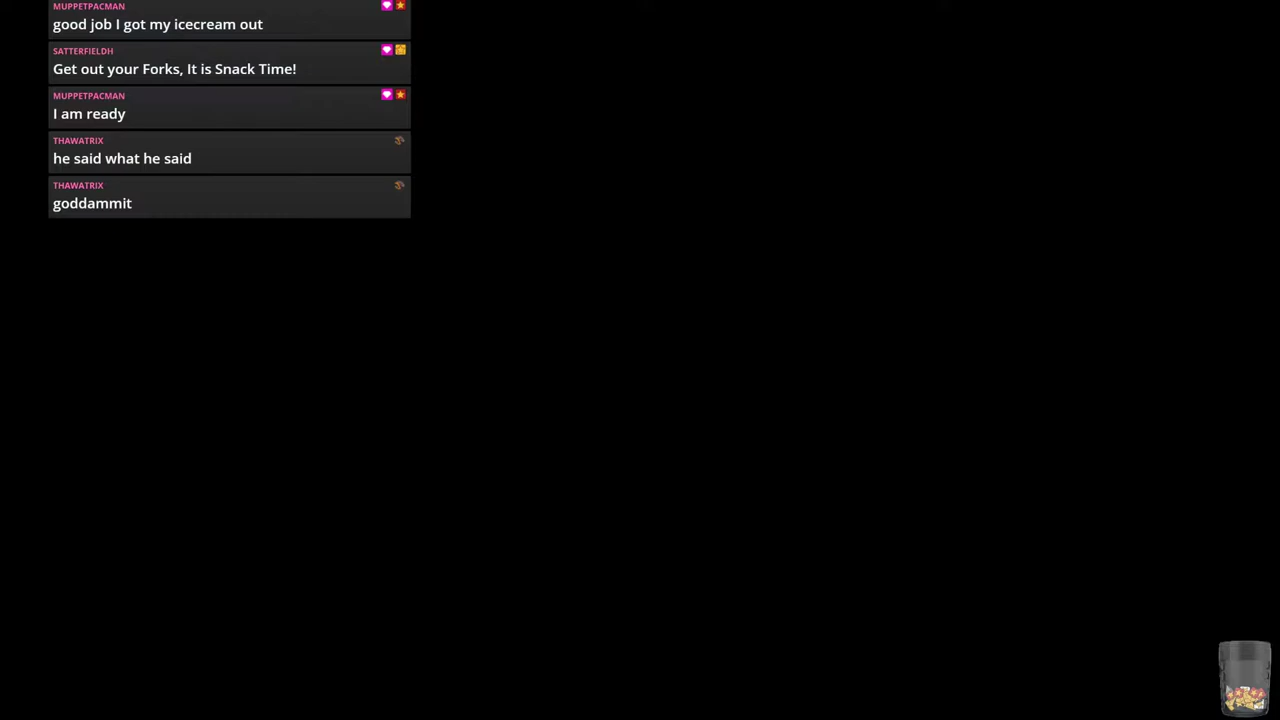 MUPPETPACMAN
good job I got my icecream out
SATTERFIELDH
Get out your Forks, It is Snack Time!
MUPPETPACMAN
I am ready
THAWATRIX
he said what he said
THAWATRIX
goddammit